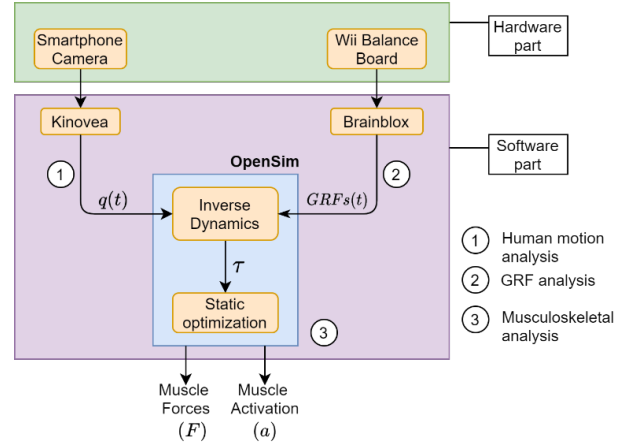 Smartphone
Camera
Wii Balance
Board
Hardware
part
Kinovea
Brainblox
Software
part
OpenSim
1
2
q(t)
Inverse
Dynamics
GRFs(t)
τ
Static
optimization
3
1 Human motion
analysis
2 GRF analysis
3 Musculoskeletal
analysis
Muscle
Forces
(F)
Muscle
Activation
(a)